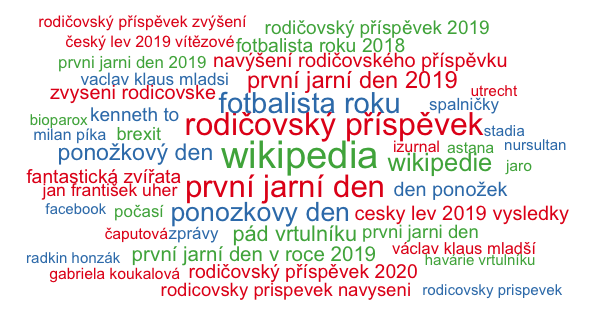 rodičovský příspěvek zvýšení
rodičovský příspěvek 2019
český lev 2019 vítězové
fotbalista roku 2018
prvni jarni den 2019
navýšení rodičovského příspěvku
vaclav klaus mladsi
první jarní den 2019
zvyseni rodicovske
utrecht
fotbalista roku
spalničky
bioparox
kenneth to
rodičovský příspěvek
stadia
milan píka
brexit
izurnal
astana
nursultan
ponožkový den
wikipedia
wikipedie
jaro
fantastická zvířata
jan františek uher
první jarní den
den ponožek
facebook
počasí
ponozkovy den
cesky lev 2019 vysledky
čaputová
zprávy
pád vrtulníku
prvni jarni den
radkin honzák
první jarní den v roce 2019
václav klaus mladší
havárie vrtulníku
gabriela koukalová
rodičovský příspěvek 2020
rodicovsky prispevek navyseni
rodicovsky prispevek